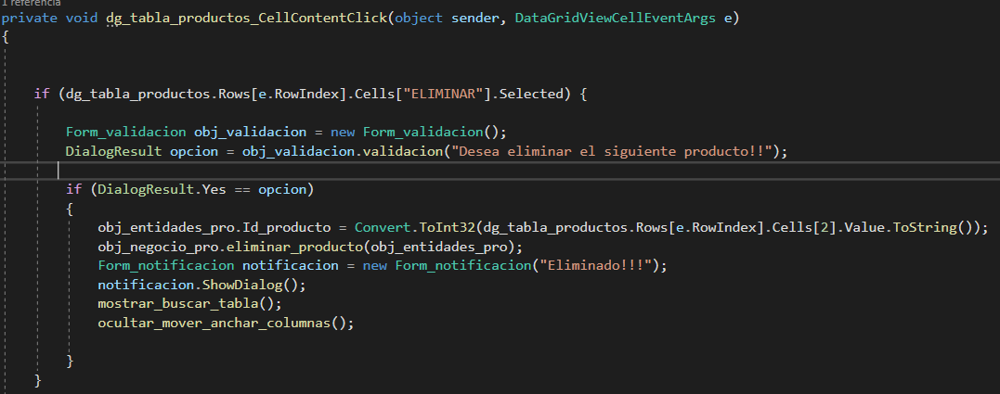 1 referencia
private void dg_tabla_productos_CellContentClick(object sender, DataGridViewCellEventArgs e)
{
if (dg_tabla_productos.Rows[e.RowIndex].Cells["ELIMINAR"].Selected) {
Form_validacion obj_validacion = new Form_validacion();
DialogResult opcion = obj_validacion.validacion("Desea eliminar el siguiente producto!!");
if (DialogResult.Yes == opcion)
{
obj_entidades_pro.Id_producto = Convert.ToInt32(dg_tabla_productos.Rows[e.RowIndex].Cells[2].Value.ToString());
obj_negocio_pro.eliminar_producto(obj_entidades_pro);
Form_notificacion notificacion = new Form_notificacion("Eliminado!!!");
notificacion.ShowDialog();
mostrar_buscar_tabla();
ocultar_mover_anchar_columnas();
}
}